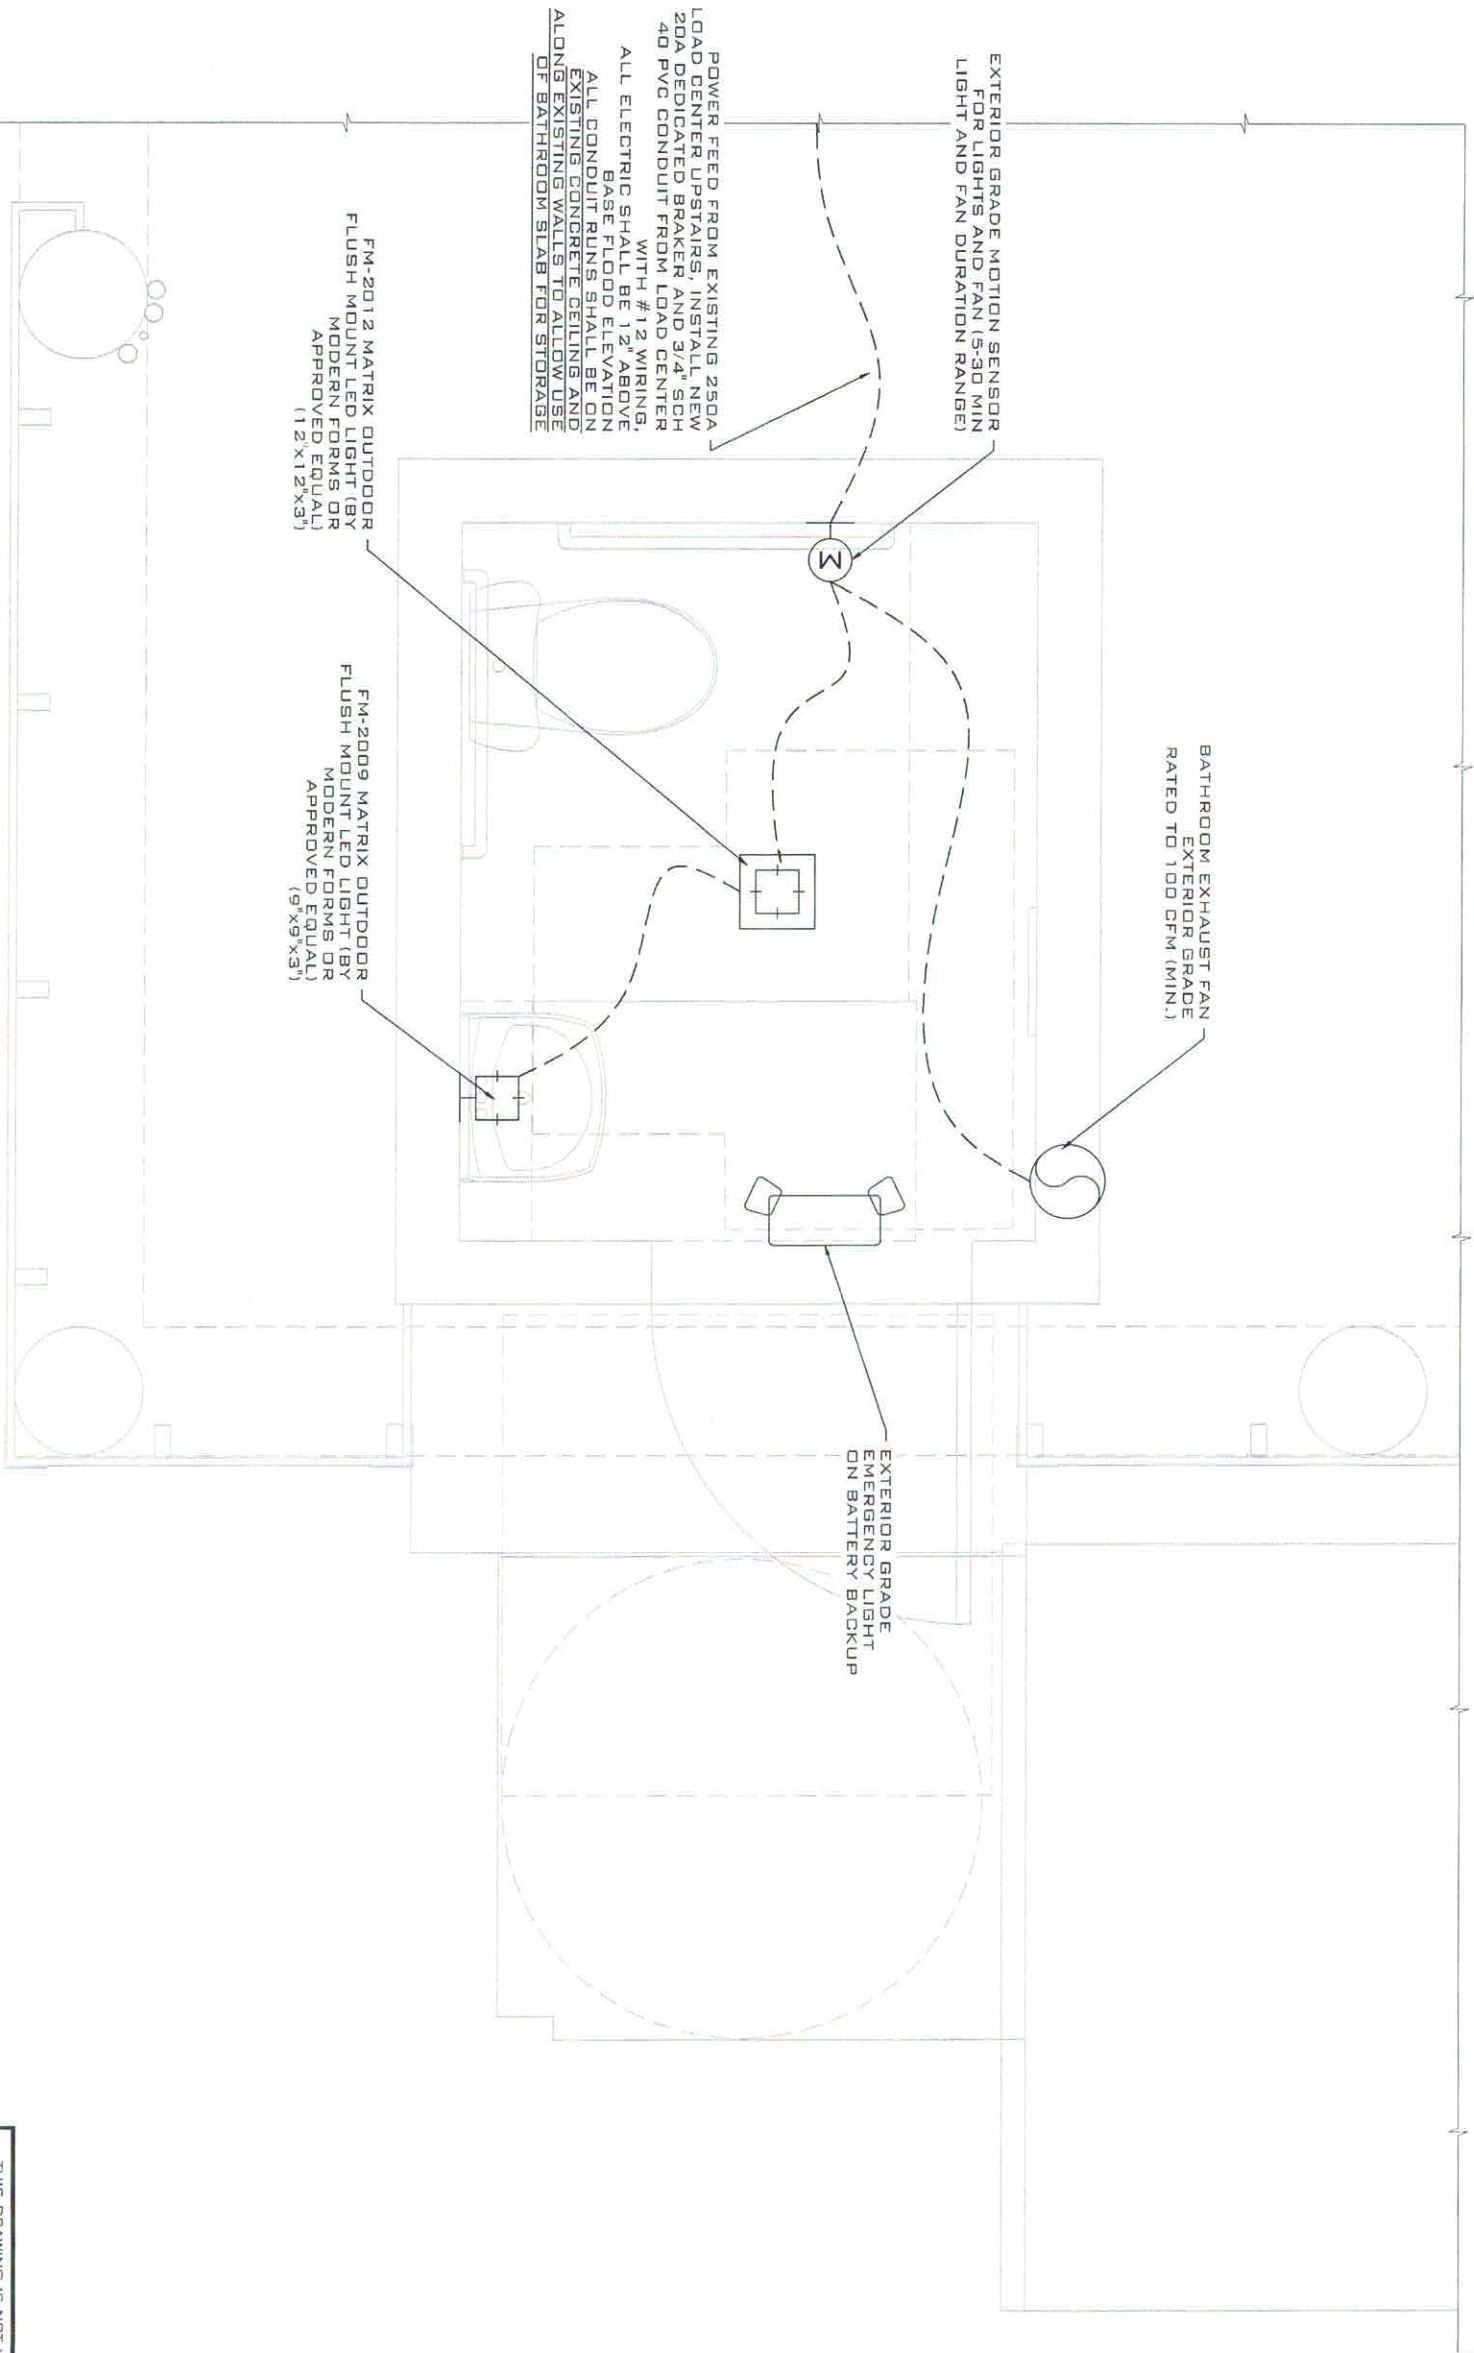 EXTERIOR GRADE MOTION SENSOR
FOR LIGHTS AND FAN (5-30 MIN
LIGHT AND FAN DURATION RANGE)
POWER FEED FROM EXISTING 250A
LOAD CENTER UPSTAIRS, INSTALL NEW
20A DEDICATED BRAKER AND 3/4" SCH
40 PVC CONDUIT FROM LOAD CENTER
WITH #12 WIRING,
ALL ELECTRIC SHALL BE 12" ABOVE
BASE FLOOD ELEVATION
ALL CONDUIT RUNS SHALL BE ON
EXISTING CONCRETE CEILING AND
ALONG EXISTING WALLS TO ALLOW USE
OF BATHROOM SLAB FOR STORAGE
FM-2012 MATRIX OUTDOOR
FLUSH MOUNT LED LIGHT (BY
MODERN FORMS OR
APPROVED EQUAL)
(12"x12"x3")
FM-2009 MATRIX OUTDOOR
FLUSH MOUNT LED LIGHT (BY
MODERN FORMS OR
APPROVED EQUAL)
(9"x9"x3")
BATHROOM EXHAUST FAN
EXTERIOR GRADE
RATED TO 100 CFM (MIN.)
EXTERIOR GRADE
EMERGENCY LIGHT
ON BATTERY BACKUP
M
THIS DRAWING IS NOT